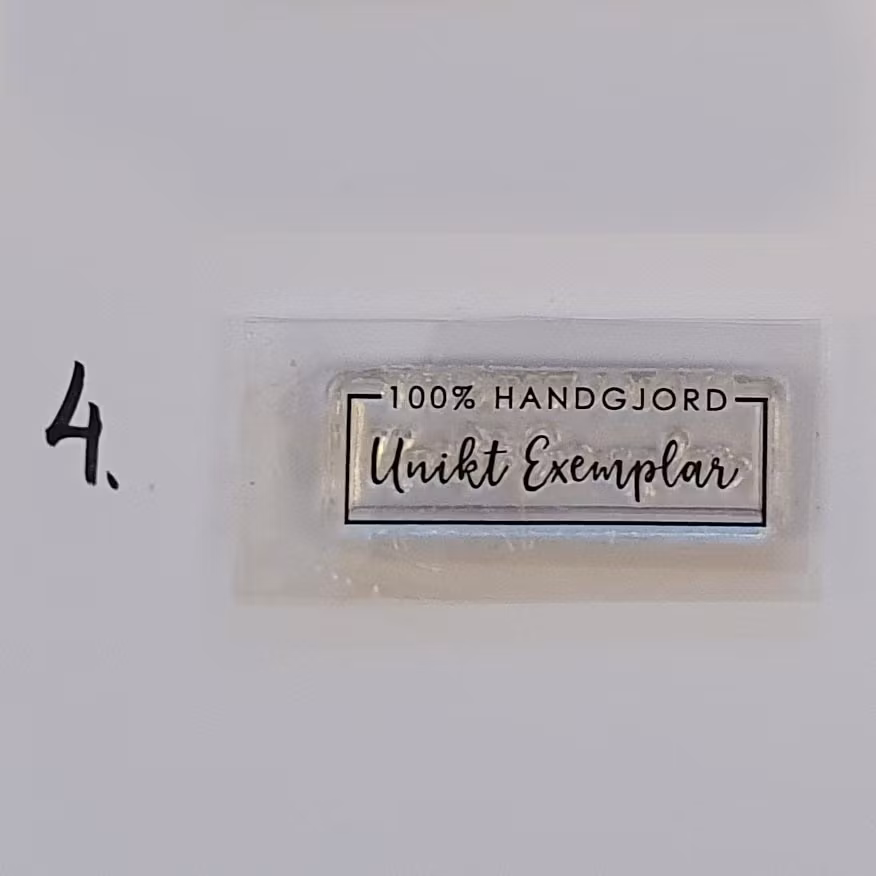 4.
100% HANDGJORD
Unikt Exemplar